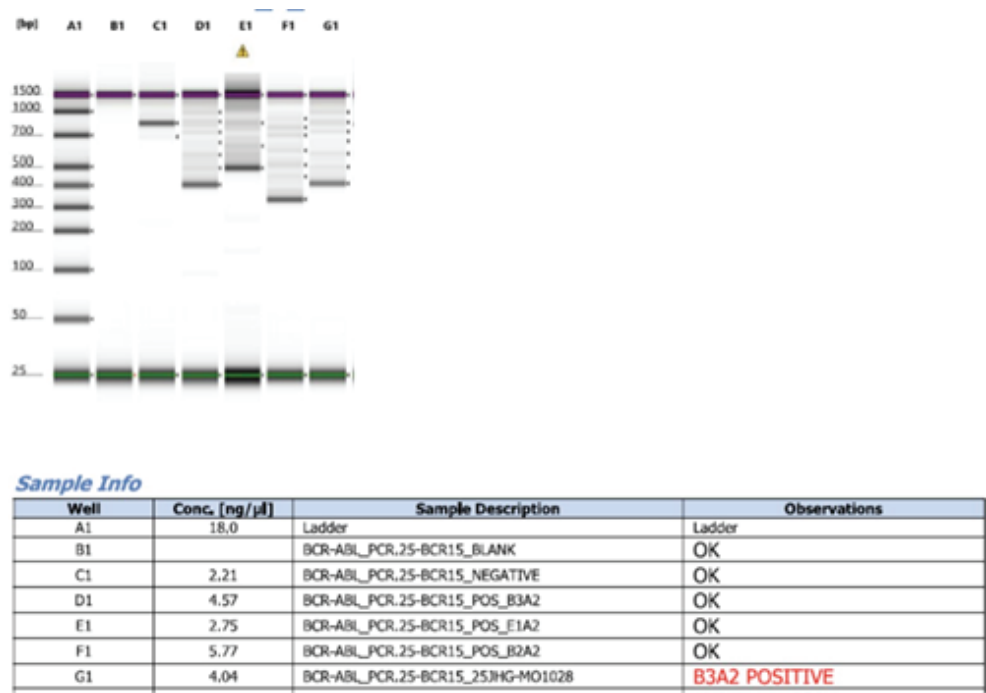 [bp] A1 B1 C1 D1 E1 F1 G1
1500
1000
700
500
400
300
200
100
50
25
Sample Info
Well Conc. [ng/µl] Sample Description Observations
A1 18,0 Ladder Ladder
B1 BCR-ABL_PCR.25-BCR15_BLANK OK
C1 2.21 BCR-ABL_PCR.25-BCR15_NEGATIVE OK
D1 4.57 BCR-ABL_PCR.25-BCR15_POS_B3A2 OK
E1 2.75 BCR-ABL_PCR.25-BCR15_POS_E1A2 OK
F1 5.77 BCR-ABL_PCR.25-BCR15_POS_B2A2 OK
G1 4.04 BCR-ABL_PCR.25-BCR15_25JHG-MO1028 B3A2 POSITIVE